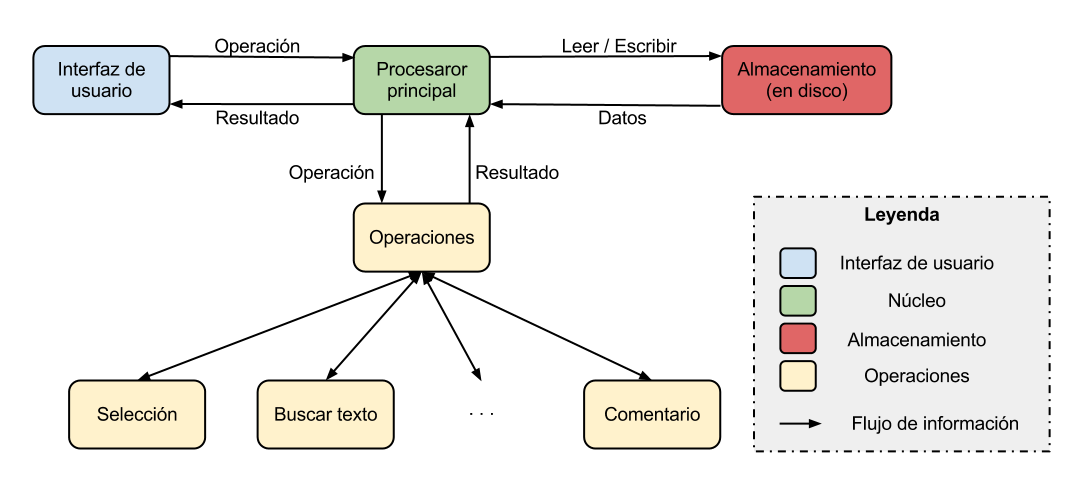 Operación
Leer / Escribir
Interfaz de
usuario
Procesaror
principal
Almacenamiento
(en disco)
Resultado
Datos
Operación
Resultado
Operaciones
Leyenda
Interfaz de usuario
Núcleo
Almacenamiento
Operaciones
Flujo de información
Selección
Buscar texto
. . .
Comentario